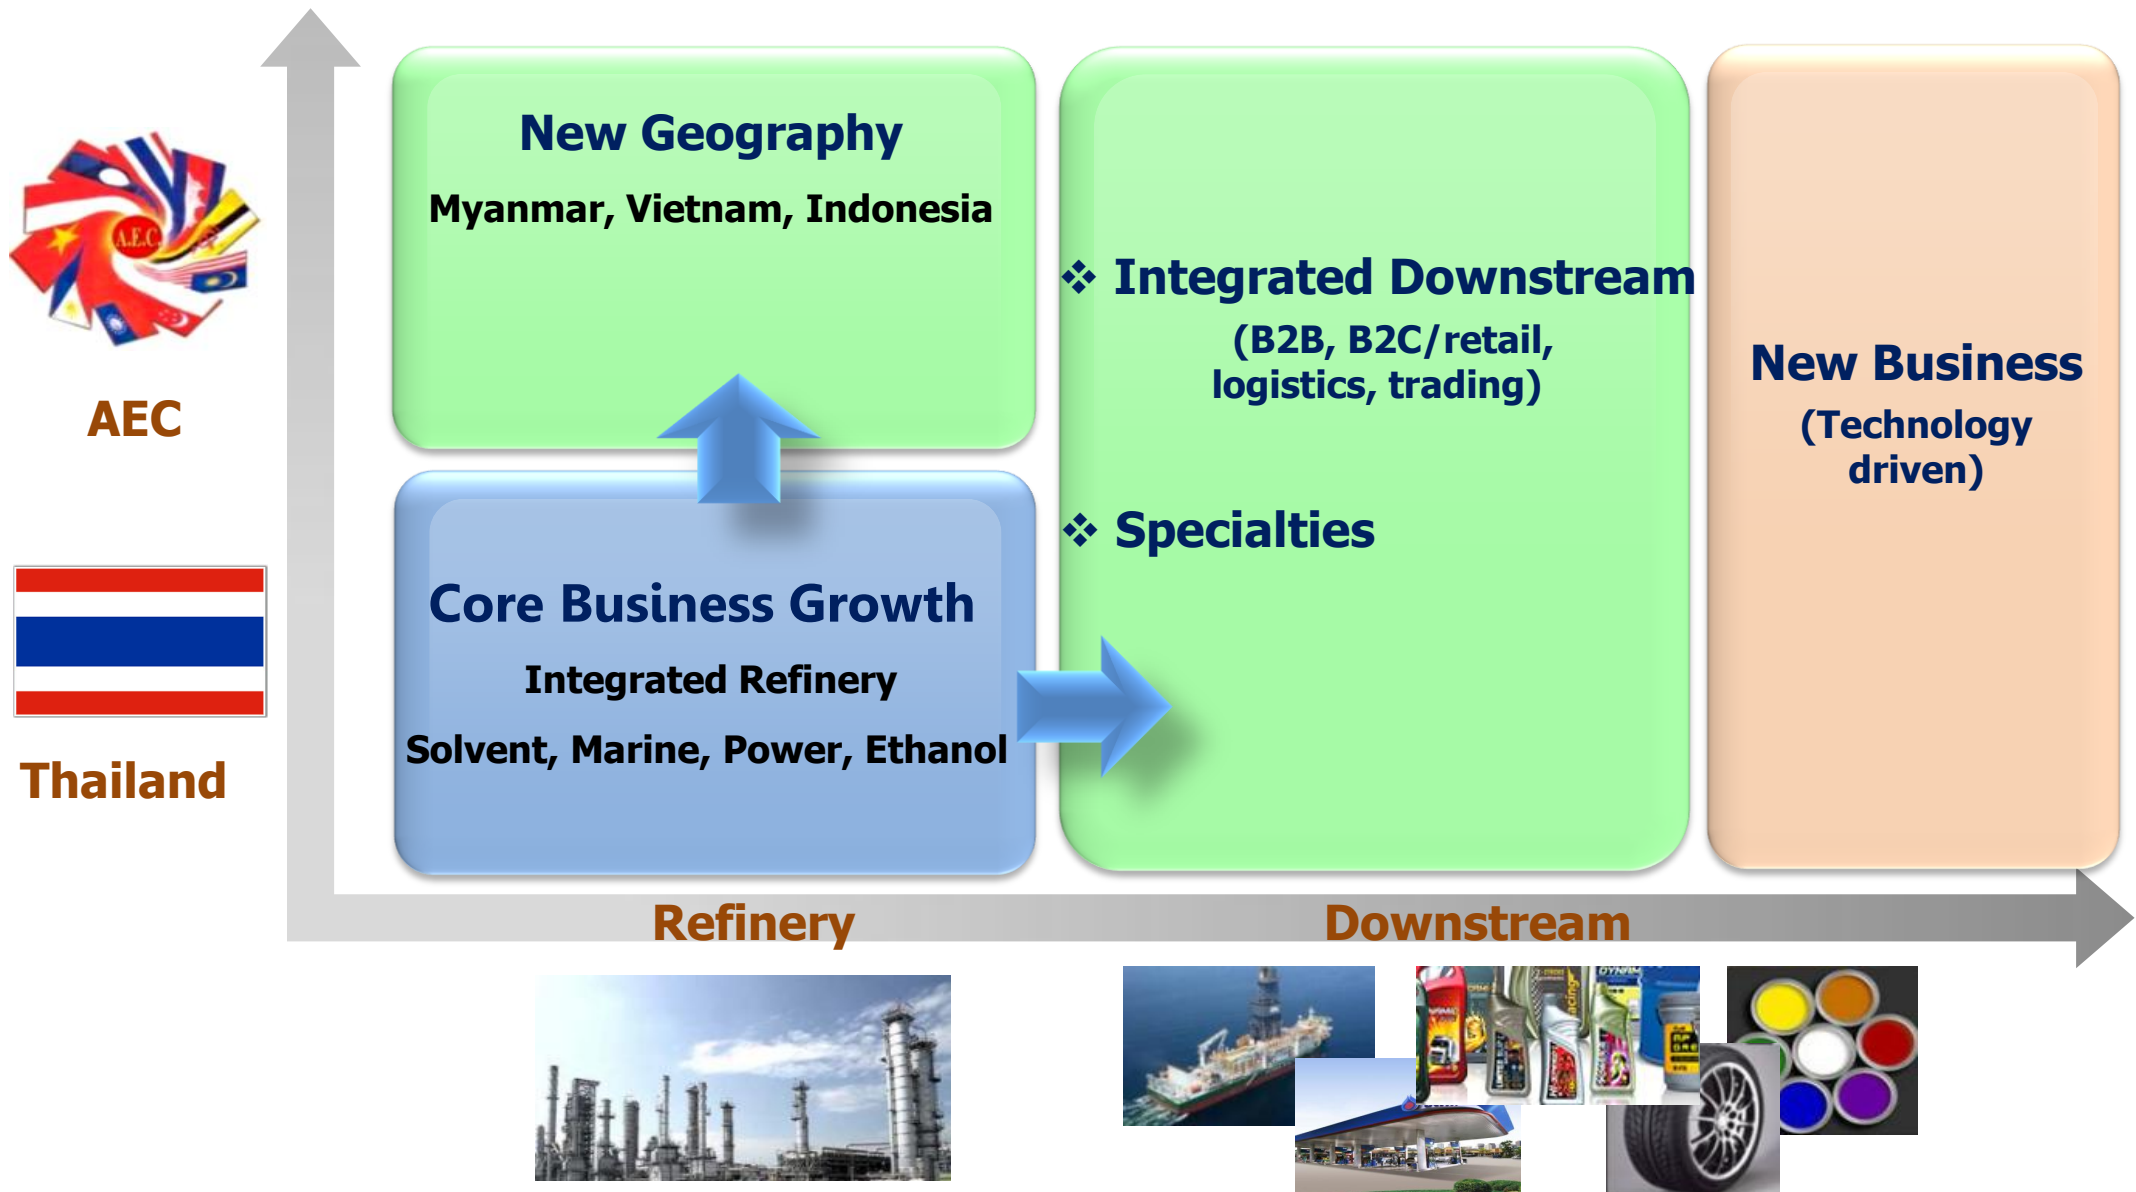 New Geography
Myanmar, Vietnam, Indonesia
A.E.C.
AEC
❖ Integrated Downstream
(B2B, B2C/retail,
logistics, trading)
❖ Specialties
New Business
(Technology
driven)
Core Business Growth
Integrated Refinery
Solvent, Marine, Power, Ethanol
Thailand
Refinery
Downstream